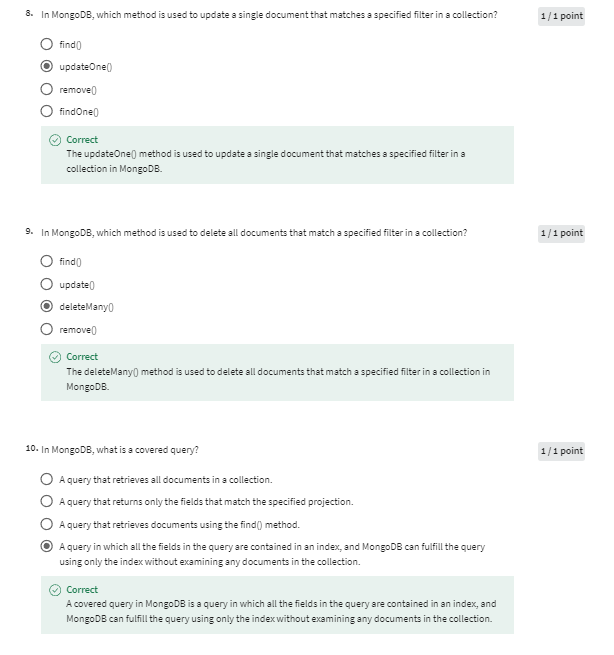 8. In MongoDB, which method is used to update a single document that matches a specified filter in a collection? 1 / 1 point
find()
updateOne()
remove()
findOne()
Correct
The updateOne() method is used to update a single document that matches a specified filter in a
collection in MongoDB.
9. In MongoDB, which method is used to delete all documents that match a specified filter in a collection? 1 / 1 point
find()
update()
deleteMany()
remove()
Correct
The deleteMany() method is used to delete all documents that match a specified filter in a collection in
MongoDB.
10. In MongoDB, what is a covered query? 1 / 1 point
A query that retrieves all documents in a collection.
A query that returns only the fields that match the specified projection.
A query that retrieves documents using the find() method.
A query in which all the fields in the query are contained in an index, and MongoDB can fulfill the query
using only the index without examining any documents in the collection.
Correct
A covered query in MongoDB is a query in which all the fields in the query are contained in an index, and
MongoDB can fulfill the query using only the index without examining any documents in the collection.